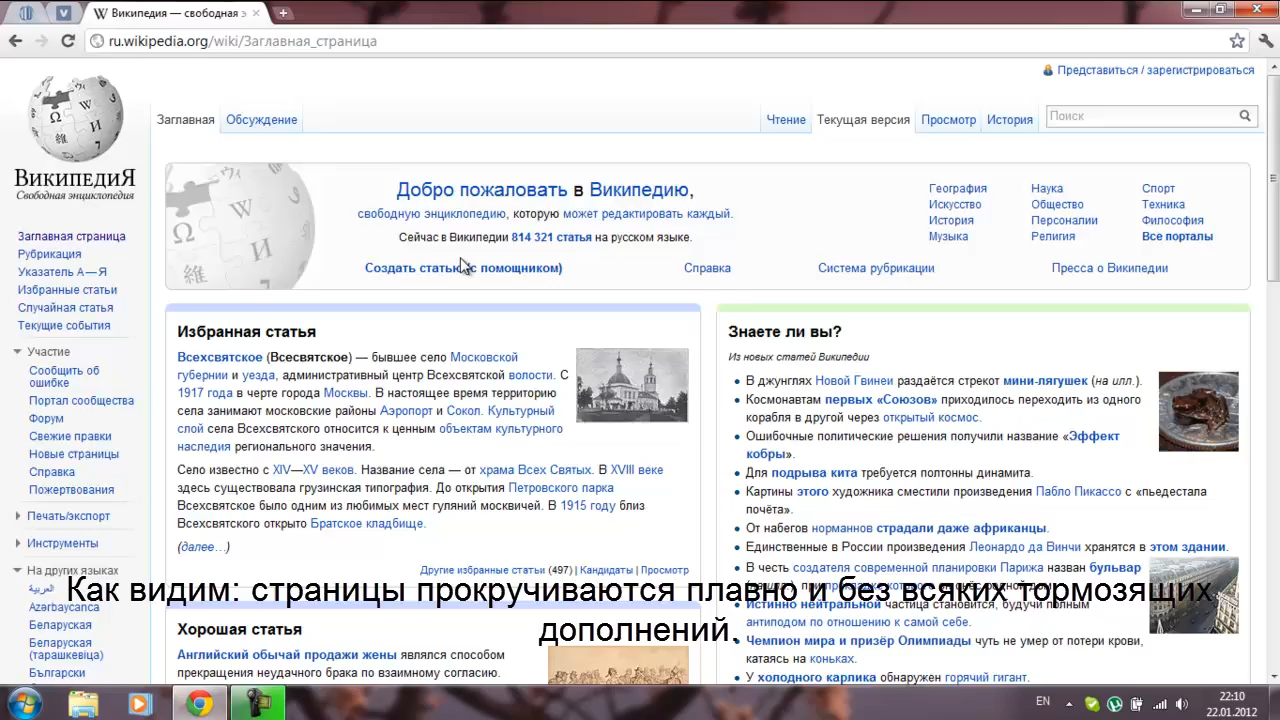 Википедия — свободная э
ru.wikipedia.org/wiki/Заглавная_страница
Представиться / зарегистрироваться
ВикипедиЯ
Свободная энциклопедия
Заглавная Обсуждение Чтение Текущая версия Просмотр История Поиск
Добро пожаловать в Википедию,
свободную энциклопедию, которую может редактировать каждый.
Сейчас в Википедии 814 321 статья на русском языке.
География Наука Спорт
Искусство Общество Техника
История Персоналии Философия
Музыка Религия Все порталы
Создать статью с помощником) Справка Система рубрикации Пресса о Википедии
Заглавная страница
Рубрикация
Указатель А—Я
Избранные статьи
Случайная статья
Текущие события
Участие
Сообщить об
ошибке
Портал сообщества
Форум
Свежие правки
Новые страницы
Справка
Пожертвования
Печать/экспорт
Инструменты
На других языках
العربية
Azərbaycanca
Беларуская
Беларуская
(тарашкевіца)
Български
Избранная статья
Всехсвятское (Всесвятское) — бывшее село Московской
губернии и уезда, административный центр Всехсвятской волости. С
1917 года в черте города Москвы. В настоящее время территорию
села занимают московские районы Аэропорт и Сокол. Культурный
слой села Всехсвятского относится к ценным объектам культурного
наследия регионального значения.
Село известно с XIV—XV веков. Название села — от храма Всех Святых. В XVIII веке
здесь существовала грузинская типография. До открытия Петровского парка
Всехсвятское было одним из любимых мест гуляний москвичей. В 1915 году близ
Всехсвятского открыто Братское кладбище.
(далее…)
Другие избранные статьи (497) | Кандидаты | Просмотр
Хорошая статья
Английский обычай продажи жены являлся способом
прекращения неудачного брака по взаимному согласию.
Знаете ли вы?
Из новых статей Википедии
В джунглях Новой Гвинеи раздаётся стрекот мини-лягушек (на илл.).
Космонавтам первых «Союзов» приходилось переходить из одного
корабля в другой через открытый космос.
Ошибочные политические решения получили название «Эффект
кобры».
Для подрыва кита требуется полтонны динамита.
Картины этого художника сместили произведения Пабло Пикассо с «пьедестала
почёта».
От набегов норманнов страдали даже африканцы.
Единственные в России произведения Леонардо да Винчи хранятся в этом здании.
В честь создателя современной планировки Парижа назван бульвар
Истинно нейтральной частица становится, будучи полным
антиподом по отношению к самой себе.
Чемпион мира и призёр Олимпиады чуть не умер от потери крови,
катаясь на коньках.
У холодного карлика обнаружен горячий гигант.
Как видим: страницы прокручиваются плавно и без всяких тормозящих
дополнений.
EN
22:10
22.01.2012